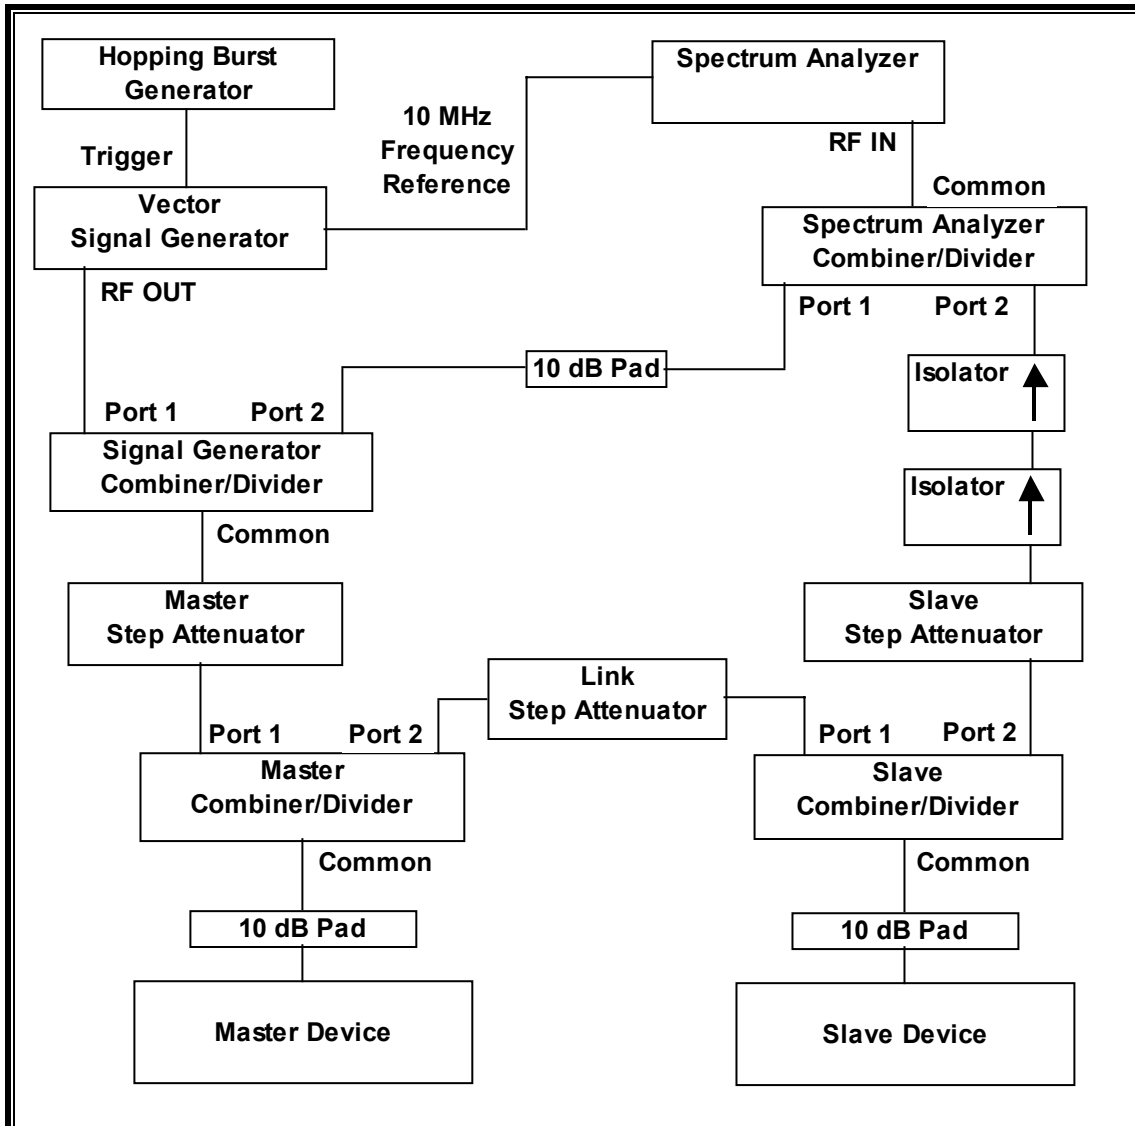 Hopping Burst
Generator
Spectrum Analyzer
10 MHz
Frequency
Reference
RF IN
Trigger
Common
Vector
Signal Generator
Spectrum Analyzer
Combiner/Divider
RF OUT
Port 1
Port 2
10 dB Pad
Isolator
Port 1
Port 2
Signal Generator
Combiner/Divider
Isolator
Common
Master
Step Attenuator
Slave
Step Attenuator
Link
Step Attenuator
Port 1
Port 2
Port 1
Port 2
Master
Combiner/Divider
Slave
Combiner/Divider
Common
Common
10 dB Pad
10 dB Pad
Master Device
Slave Device